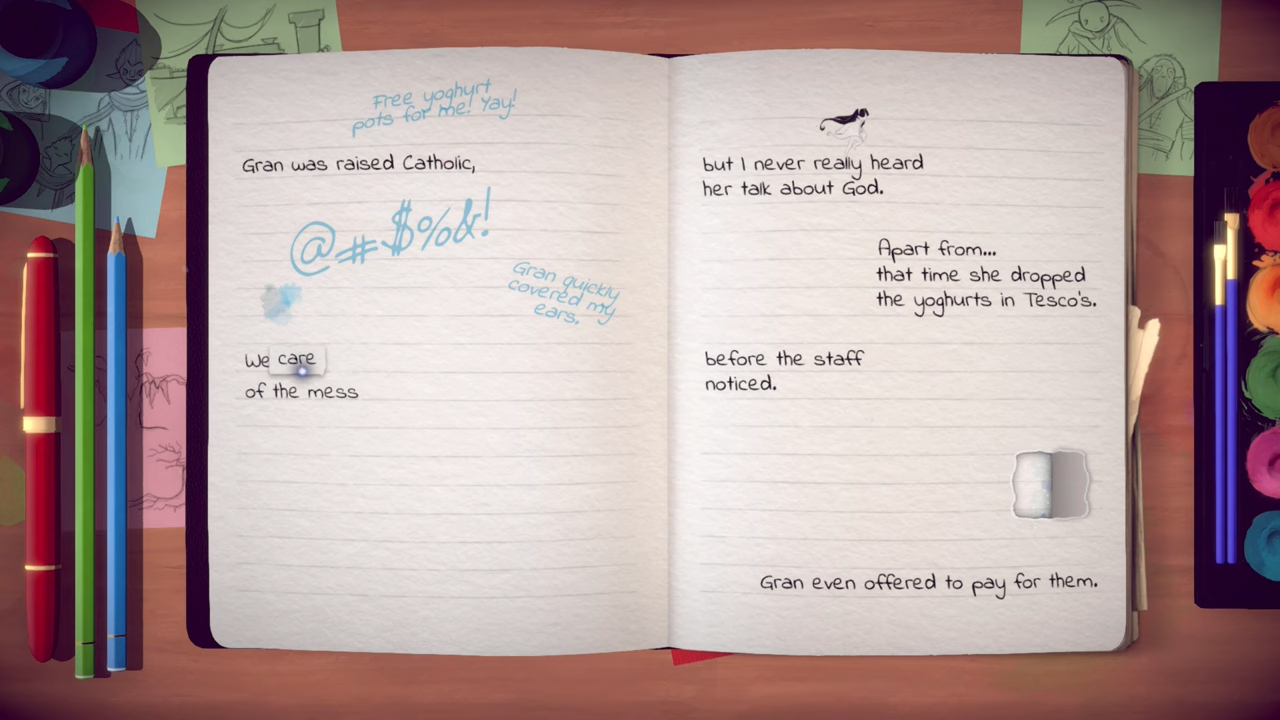 Free yoghurt
pots for me! Yay!
Gran was raised Catholic,
@#$%&!
Gran quickly
covered my
ears.
We care
of the mess
but I never really heard
her talk about God.
Apart from...
that time she dropped
the yoghurts in Tesco's.
before the staff
noticed.
Gran even offered to pay for them.